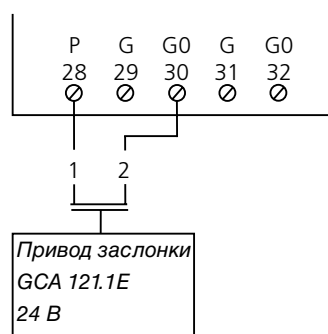 P G G0 G G0
28 29 30 31 32
1 2
Привод заслонки
GCA 121.1E
24 В